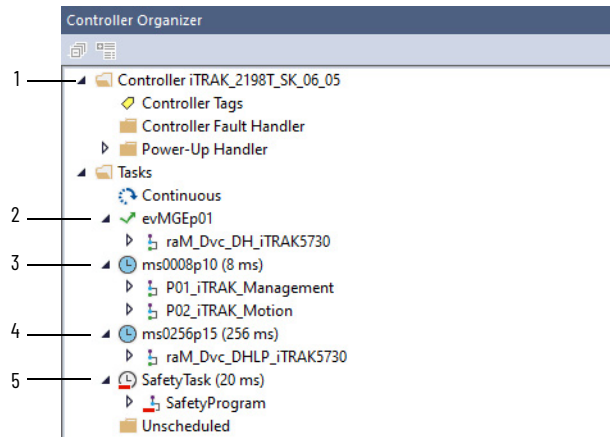 Controller Organizer
1 Controller iTRAK_2198T_SK_06_05
Controller Tags
Controller Fault Handler
Power-Up Handler
Tasks
Continuous
2 evMGEp01
raM_Dvc_DH_iTRAK5730
3 ms0008p10 (8 ms)
P01_iTRAK_Management
P02_iTRAK_Motion
4 ms0256p15 (256 ms)
raM_Dvc_DHLP_iTRAK5730
5 SafetyTask (20 ms)
SafetyProgram
Unscheduled